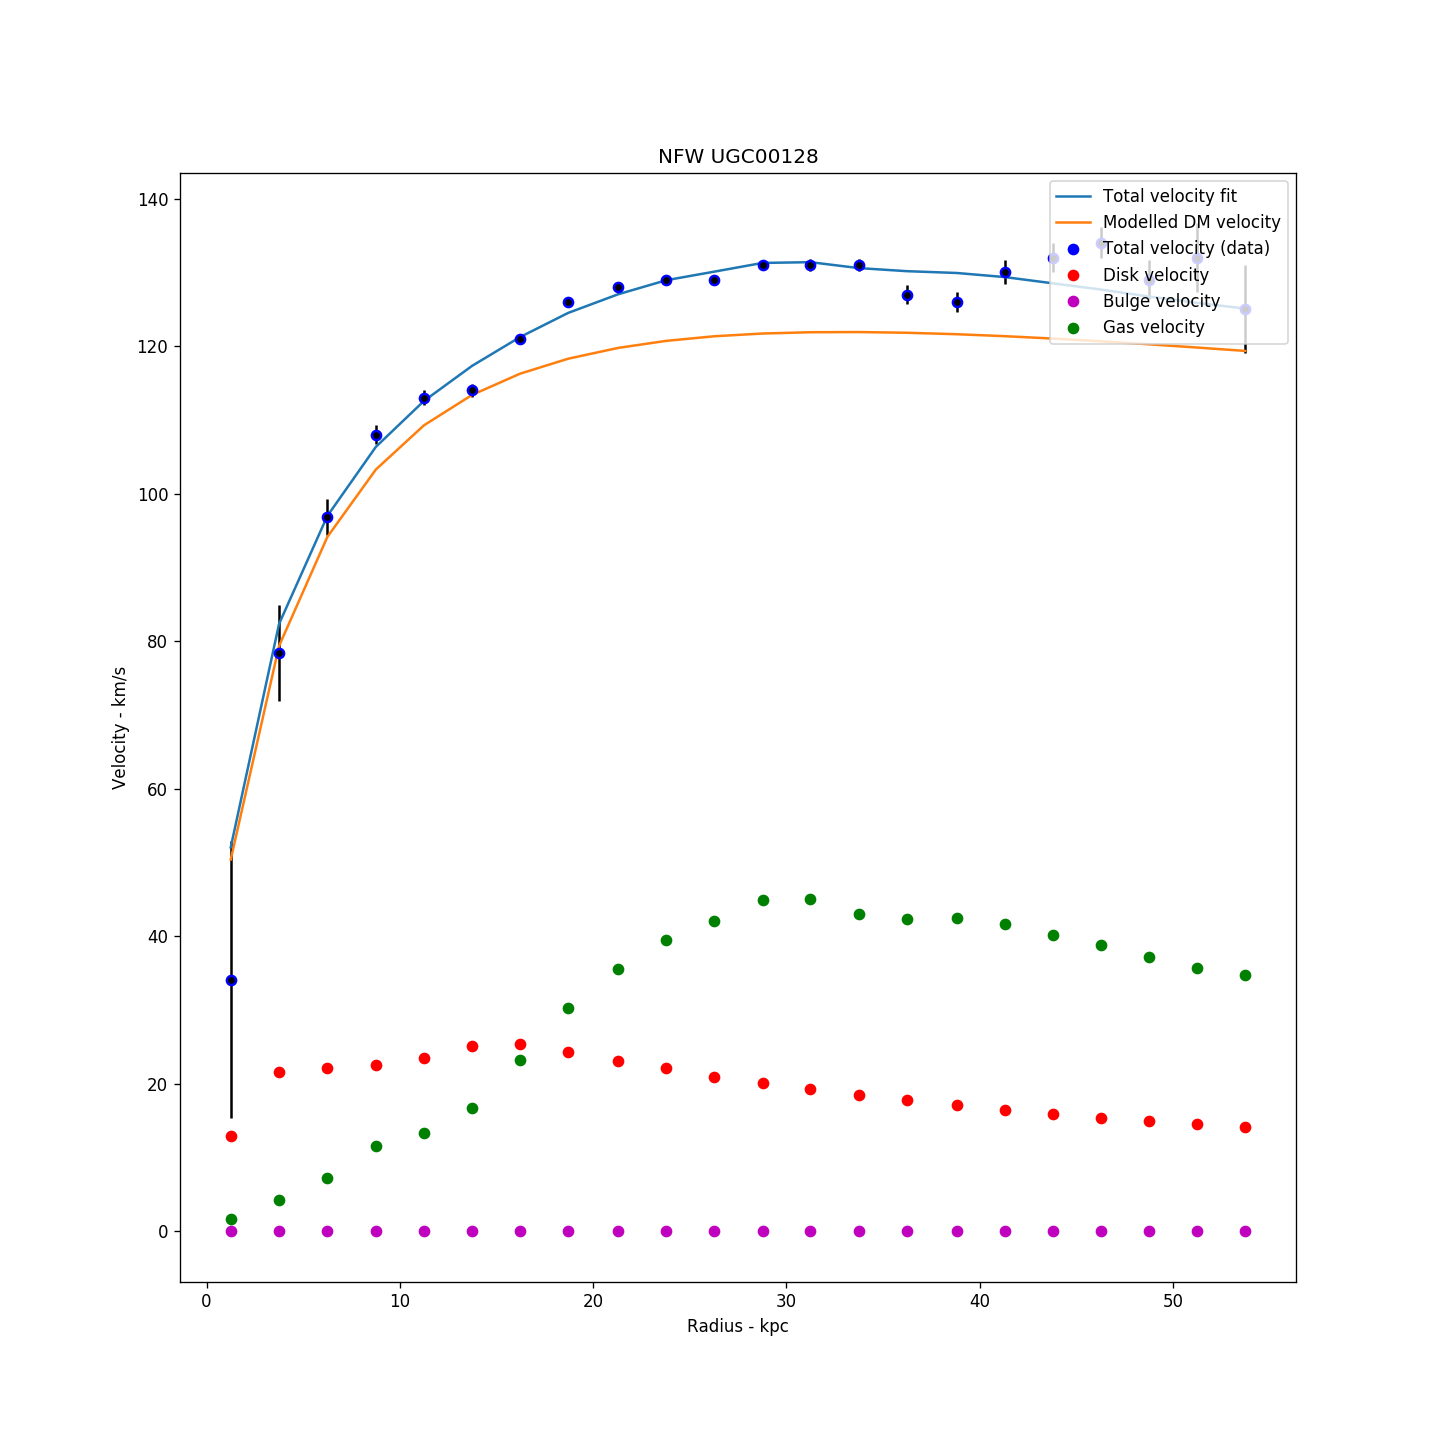 NFW UGC00128
Total velocity fit
Modelled DM velocity
Total velocity (data)
Disk velocity
Bulge velocity
Gas velocity
140
120
100
80
60
40
20
0
Velocity - km/s
0 10 20 30 40 50
Radius - kpc